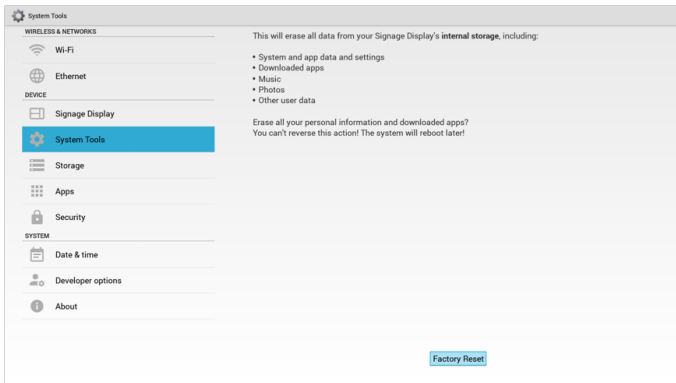 System Tools
WIRELESS & NETWORKS
Wi-Fi
Ethernet
DEVICE
Signage Display
System Tools
Storage
Apps
Security
SYSTEM
Date & time
Developer options
About
This will erase all data from your Signage Display's internal storage, including:
• System and app data and settings
• Downloaded apps
• Music
• Photos
• Other user data
Erase all your personal information and downloaded apps?
You can't reverse this action! The system will reboot later!
Factory Reset